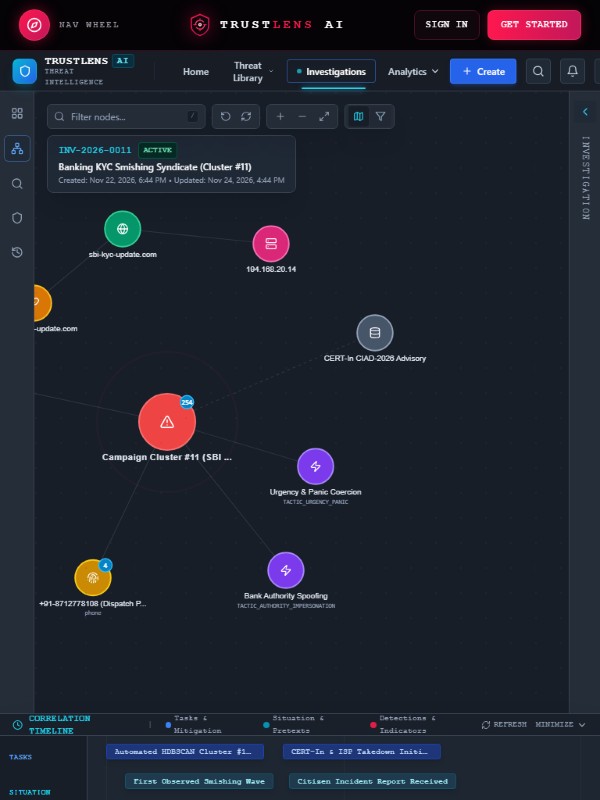 NAV WHEEL
TRUSTLENS AI
SIGN IN
GET STARTED
TRUSTLENS AI
THREAT
INTELLIGENCE
Home
Threat
Library
Investigations
Analytics
+ Create
Filter nodes...
/
INV-2026-0011 ACTIVE
Banking KYC Smishing Syndicate (Cluster #11)
Created: Nov 22, 2026, 6:44 PM • Updated: Nov 24, 2026, 4:44 PM
INVESTIGATION
sbi-kyc-update.com
194.168.20.14
-update.com
CERT-In CIAD-2026 Advisory
254
Campaign Cluster #11 (SBI ...
Urgency & Panic Coercion
TACTIC_URGENCY_PANIC
4
+91-8712778108 (Dispatch P...
phone
Bank Authority Spoofing
TACTIC_AUTHORITY_IMPERSONATION
CORRELATION
TIMELINE
Tasks &
Mitigation
Situation &
Pretexts
Detections &
Indicators
REFRESH
MINIMIZE
TASKS
Automated HDBSCAN Cluster #1…
CERT-In & ISP Takedown Initi…
SITUATION
First Observed Smishing Wave
Citizen Incident Report Received